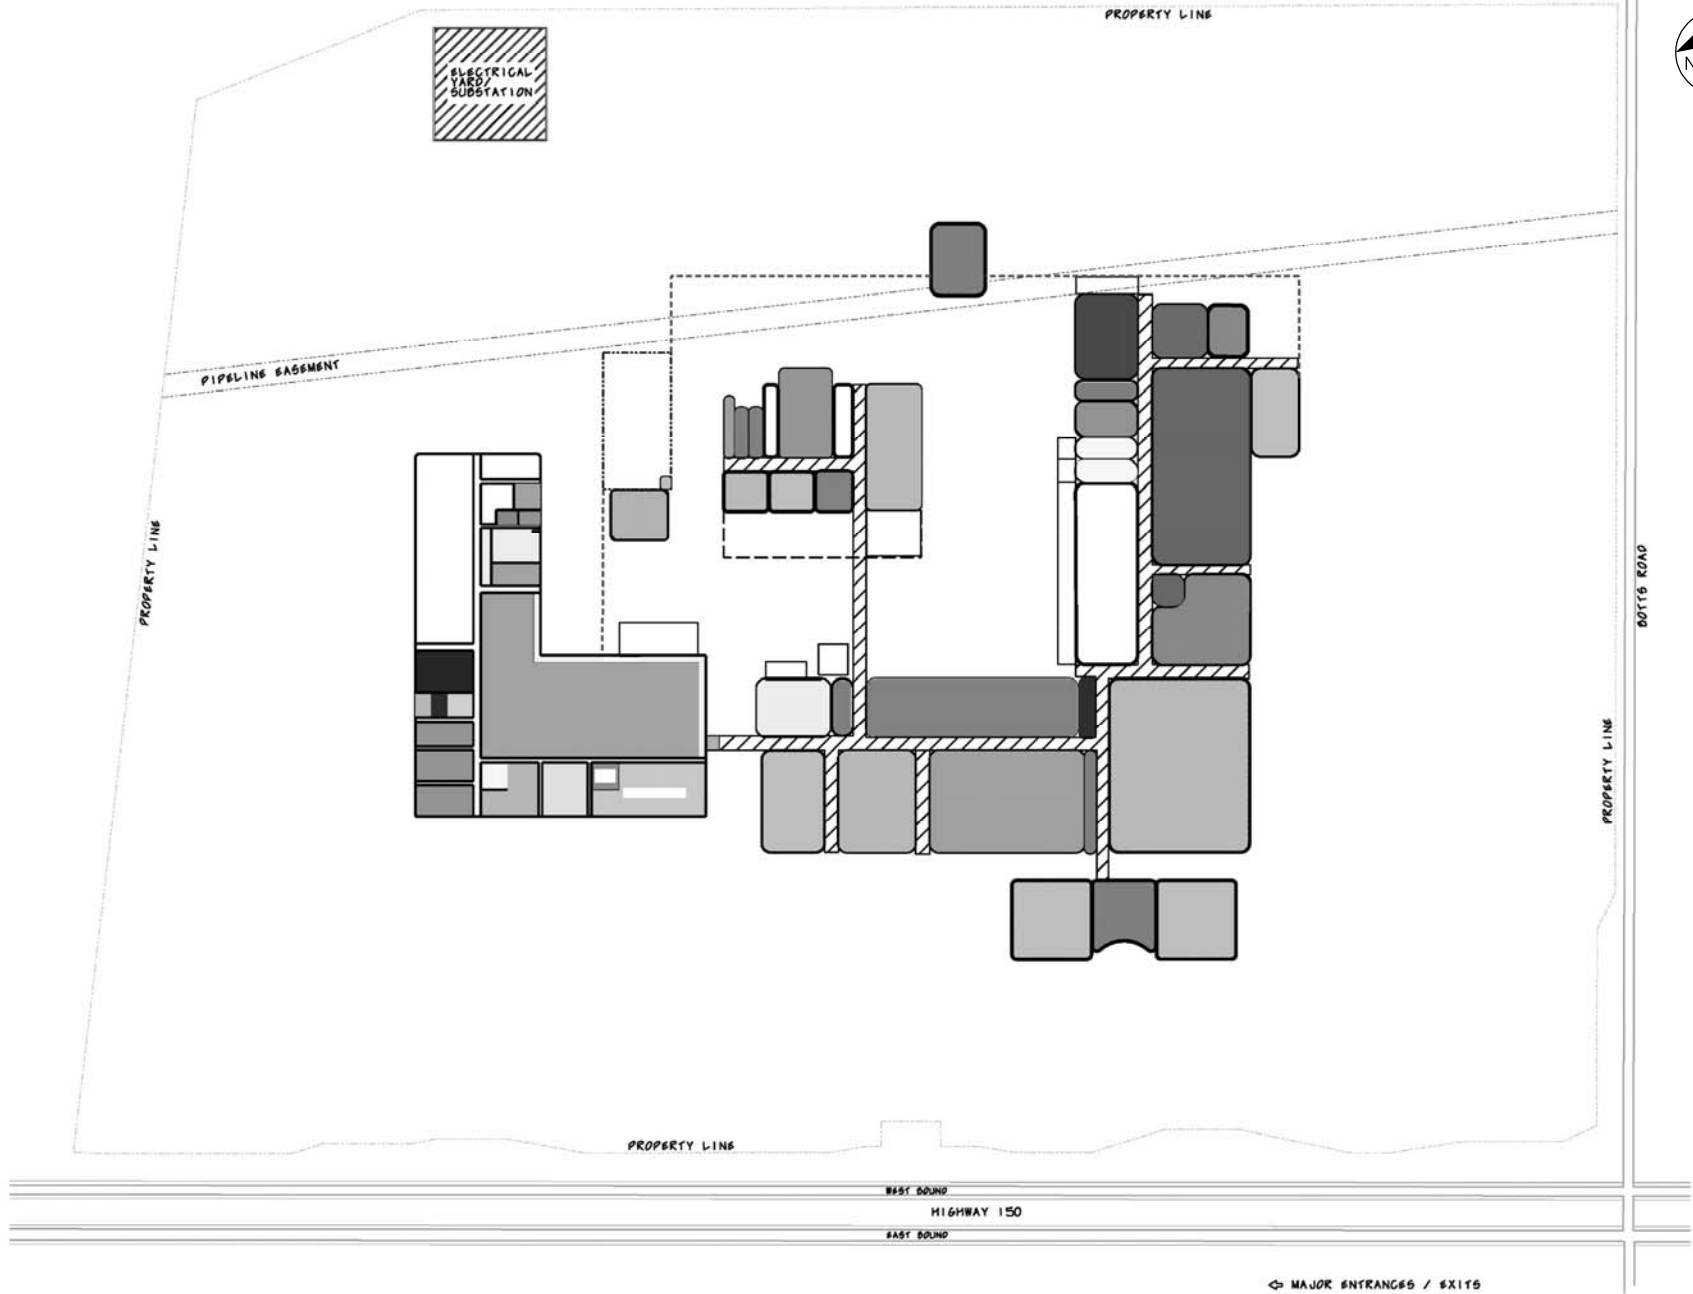 PROPERTY LINE
N
ELECTRICAL
YARD/
SUBSTATION
PIPELINE EASEMENT
PROPERTY LINE
BOTTS ROAD
PROPERTY LINE
PROPERTY LINE
WEST BOUND
HIGHWAY 150
EAST BOUND
MAJOR ENTRANCES / EXITS